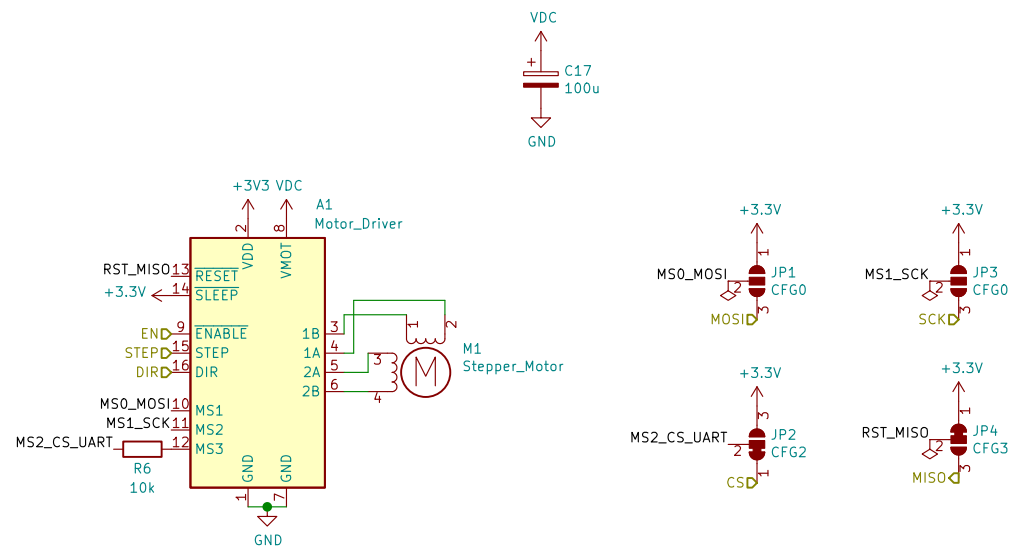 VDC
+
C17
100u
GND
+3V3 VDC
A1
Motor_Driver
2
8
VDD
VMOT
RST_MISO 13 RESET
+3.3V 14 SLEEP
EN 9 ENABLE
STEP 15 STEP
DIR 16 DIR
MS0_MOSI 10 MS1
MS1_SCK 11 MS2
MS2_CS_UART 12 MS3
R6
10k
1B 3
1A 4
2A 5
2B 6
GND
GND
1
7
GND
1
2
3
4
M
M1
Stepper_Motor
+3.3V
1
MS0_MOSI
2
JP1
CFG0
3
MOSI
+3.3V
1
MS1_SCK
2
JP3
CFG0
3
SCK
+3.3V
3
MS2_CS_UART
2
JP2
CFG2
1
CS
+3.3V
1
RST_MISO
2
JP4
CFG3
3
MISO